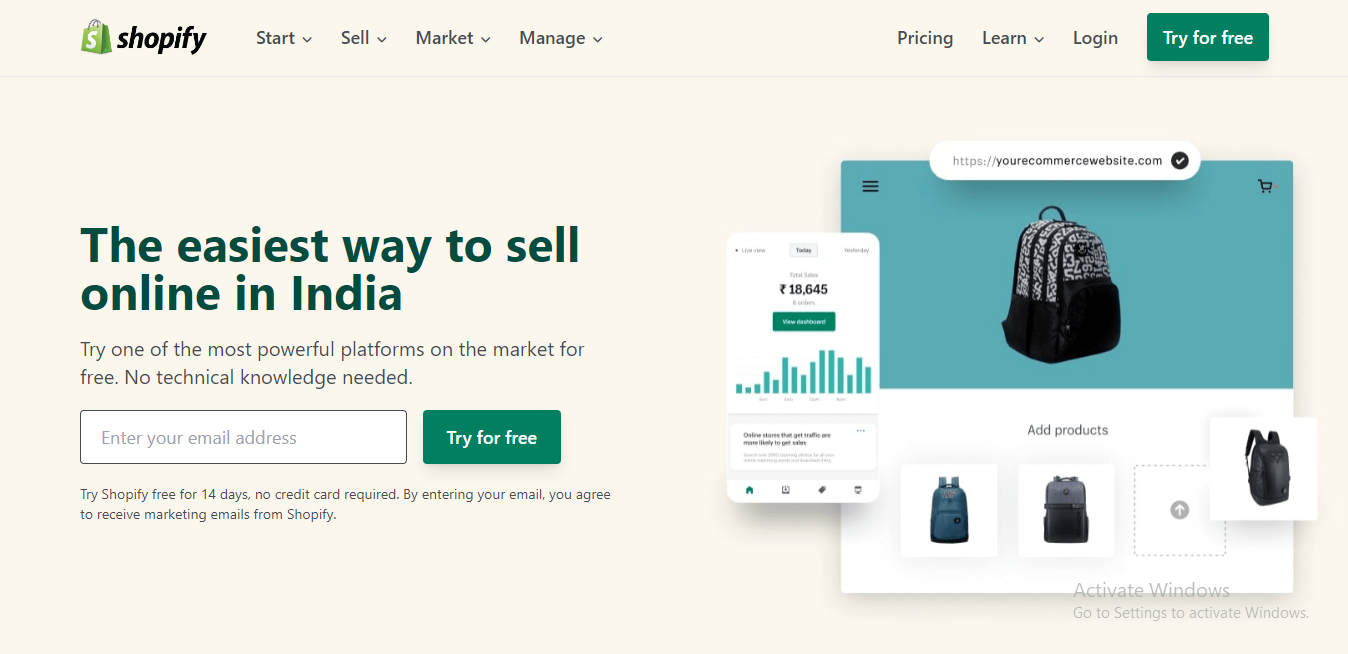 shopify
Start
Sell
Market
Manage
Pricing
Learn
Login
Try for free
The easiest way to sell
online in India
Try one of the most powerful platforms on the market for
free. No technical knowledge needed.
Enter your email address
Try for free
Try Shopify free for 14 days, no credit card required. By entering your email, you agree
to receive marketing emails from Shopify.
https://yourecommercewebsite.com
Live view
Today
Yesterday
Total Sales
₹ 18,645
6 orders
View dashboard
Online stores that get traffic are
more likely to get sales
Add products
Activate Windows
Go to Settings to activate Windows.